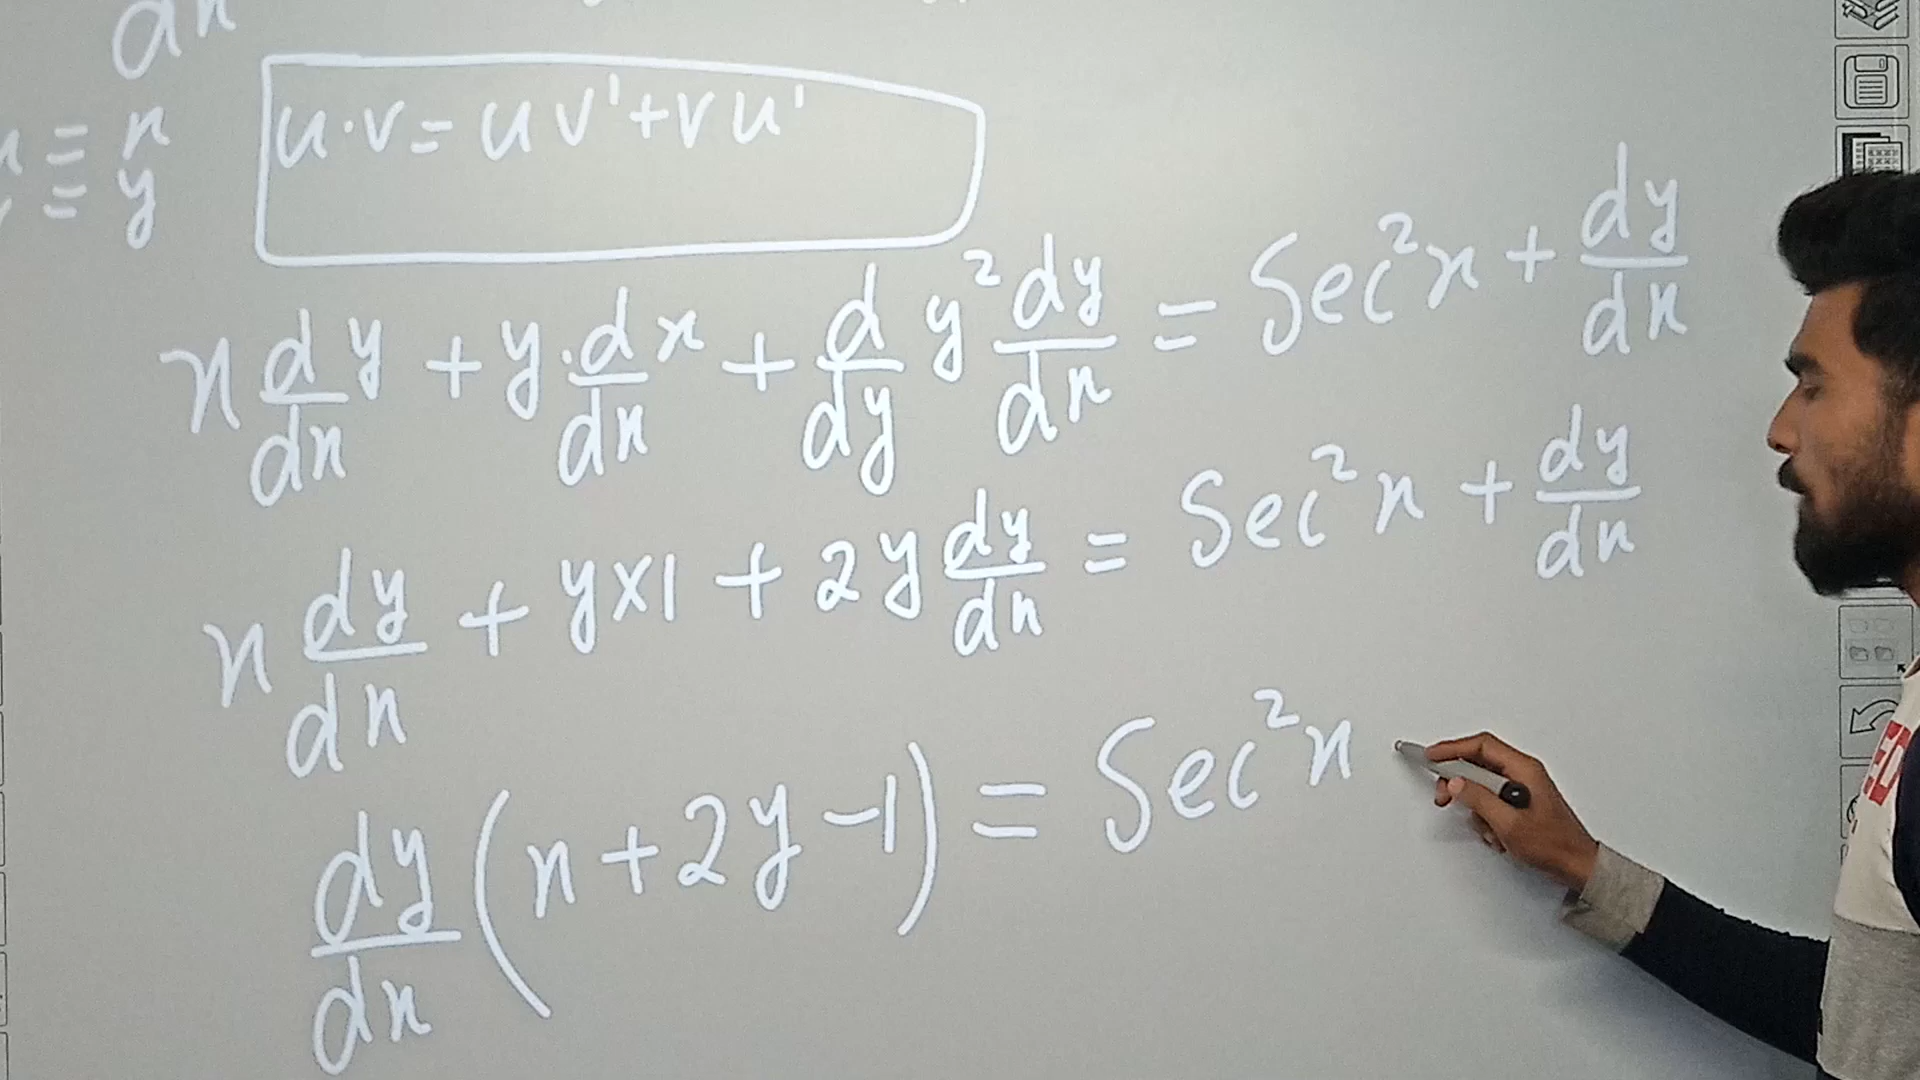 dx
u = x
= y
u·v = uv' + vu'
x d/dx y + y · d/dx x + d/dy y² dy/dx = Sec²x + dy/dx
x dy/dx + y×1 + 2y dy/dx = Sec²x + dy/dx
dy/dx (x + 2y - 1) = Sec²x